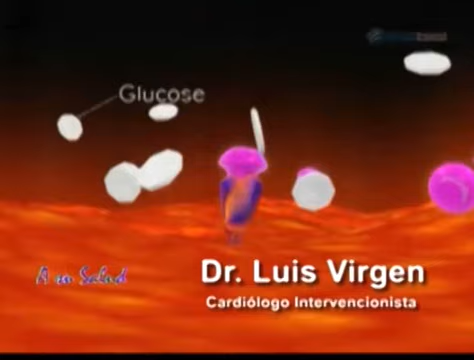 Glucose
A su Salud
Dr. Luis Virgen
Cardiólogo Intervencionista